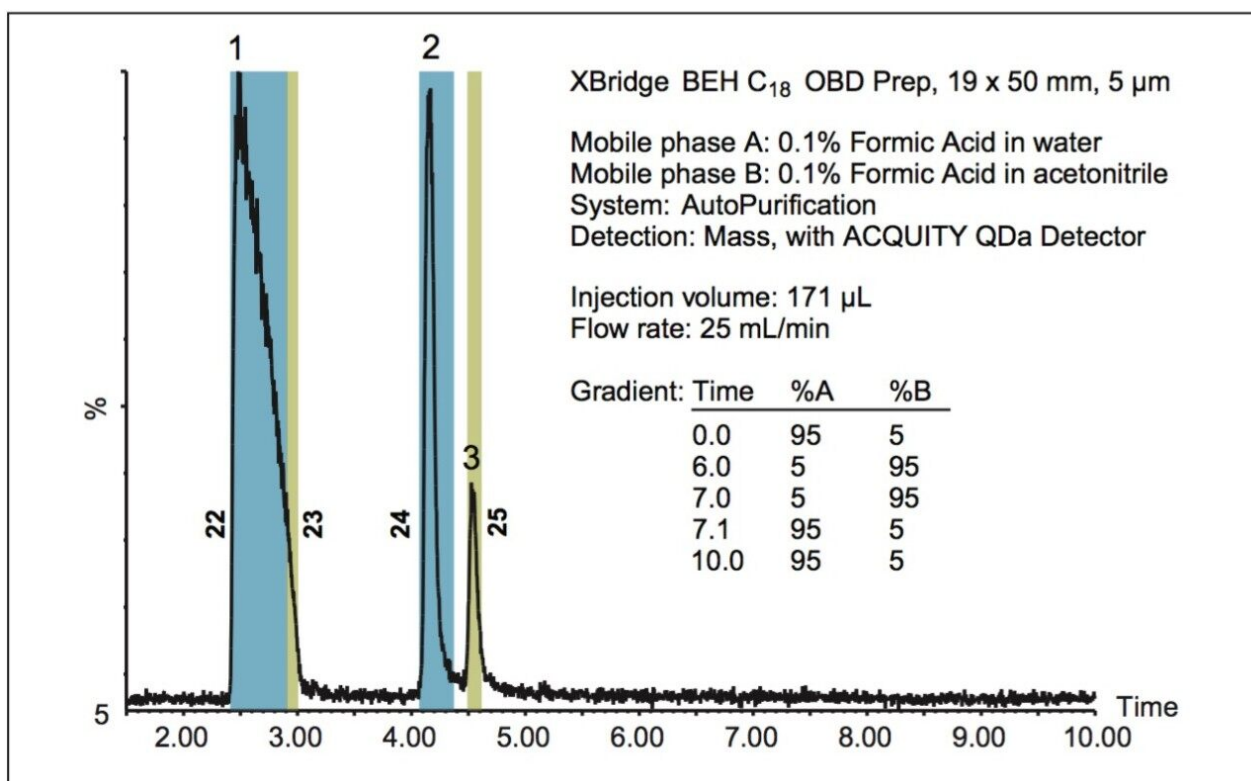 1
2
XBridge BEH C18 OBD Prep, 19 x 50 mm, 5 µm
Mobile phase A: 0.1% Formic Acid in water
Mobile phase B: 0.1% Formic Acid in acetonitrile
System: AutoPurification
Detection: Mass, with ACQUITY QDa Detector
Injection volume: 171 µL
Flow rate: 25 mL/min
Gradient: Time %A %B
0.0 95 5
6.0 5 95
7.0 5 95
7.1 95 5
10.0 95 5
%
3
22
23
24
25
5
Time
2.00 3.00 4.00 5.00 6.00 7.00 8.00 9.00 10.00